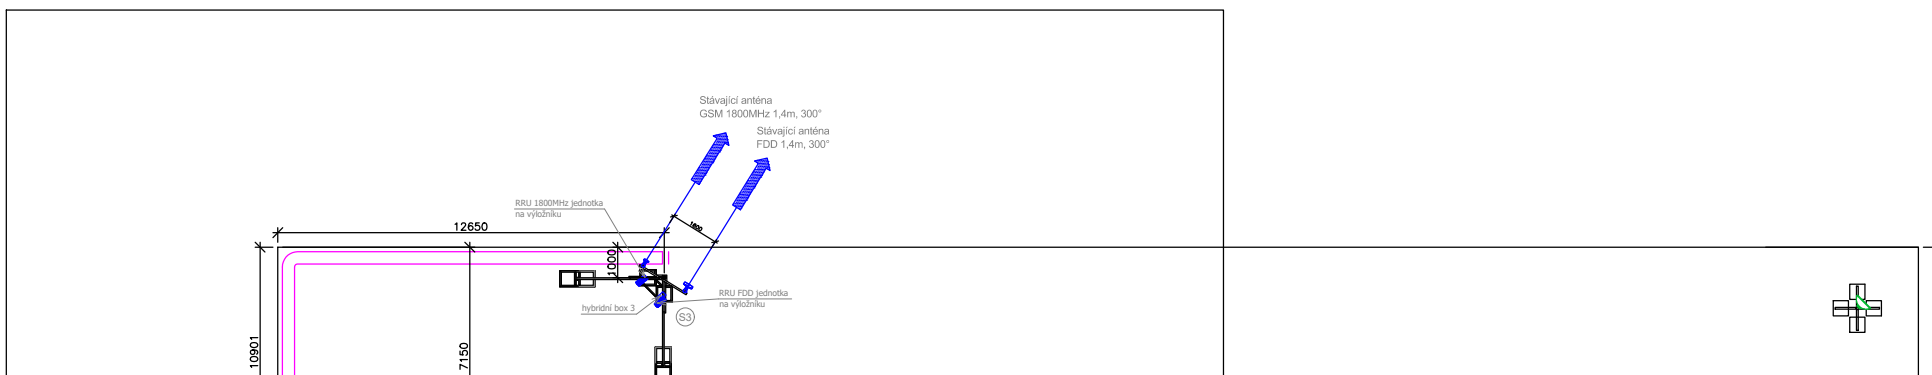 Stávající anténa
GSM 1800MHz 1,4m, 300°
Stávající anténa
FDD 1,4m, 300°
RRU 1800MHz jednotka
na výložníku
1600
12650
1000
RRU FDD jednotka
na výložníku
hybridní box 3
S3
10901
7150